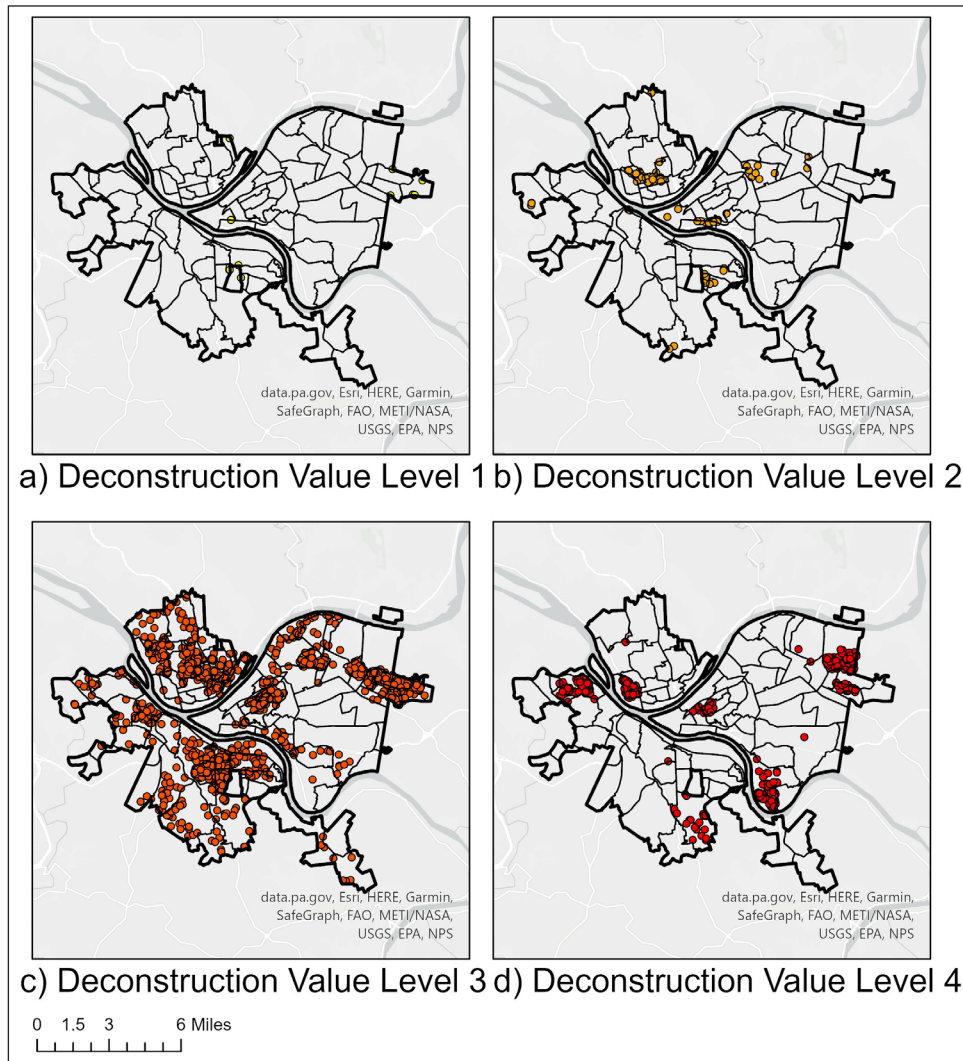 data.pa.gov, Esri, HERE, Garmin,
SafeGraph, FAO, METI/NASA,
USGS, EPA, NPS
a) Deconstruction Value Level 1
data.pa.gov, Esri, HERE, Garmin,
SafeGraph, FAO, METI/NASA,
USGS, EPA, NPS
b) Deconstruction Value Level 2
data.pa.gov, Esri, HERE, Garmin,
SafeGraph, FAO, METI/NASA,
USGS, EPA, NPS
c) Deconstruction Value Level 3
data.pa.gov, Esri, HERE, Garmin,
SafeGraph, FAO, METI/NASA,
USGS, EPA, NPS
d) Deconstruction Value Level 4
0 1.5 3 6 Miles